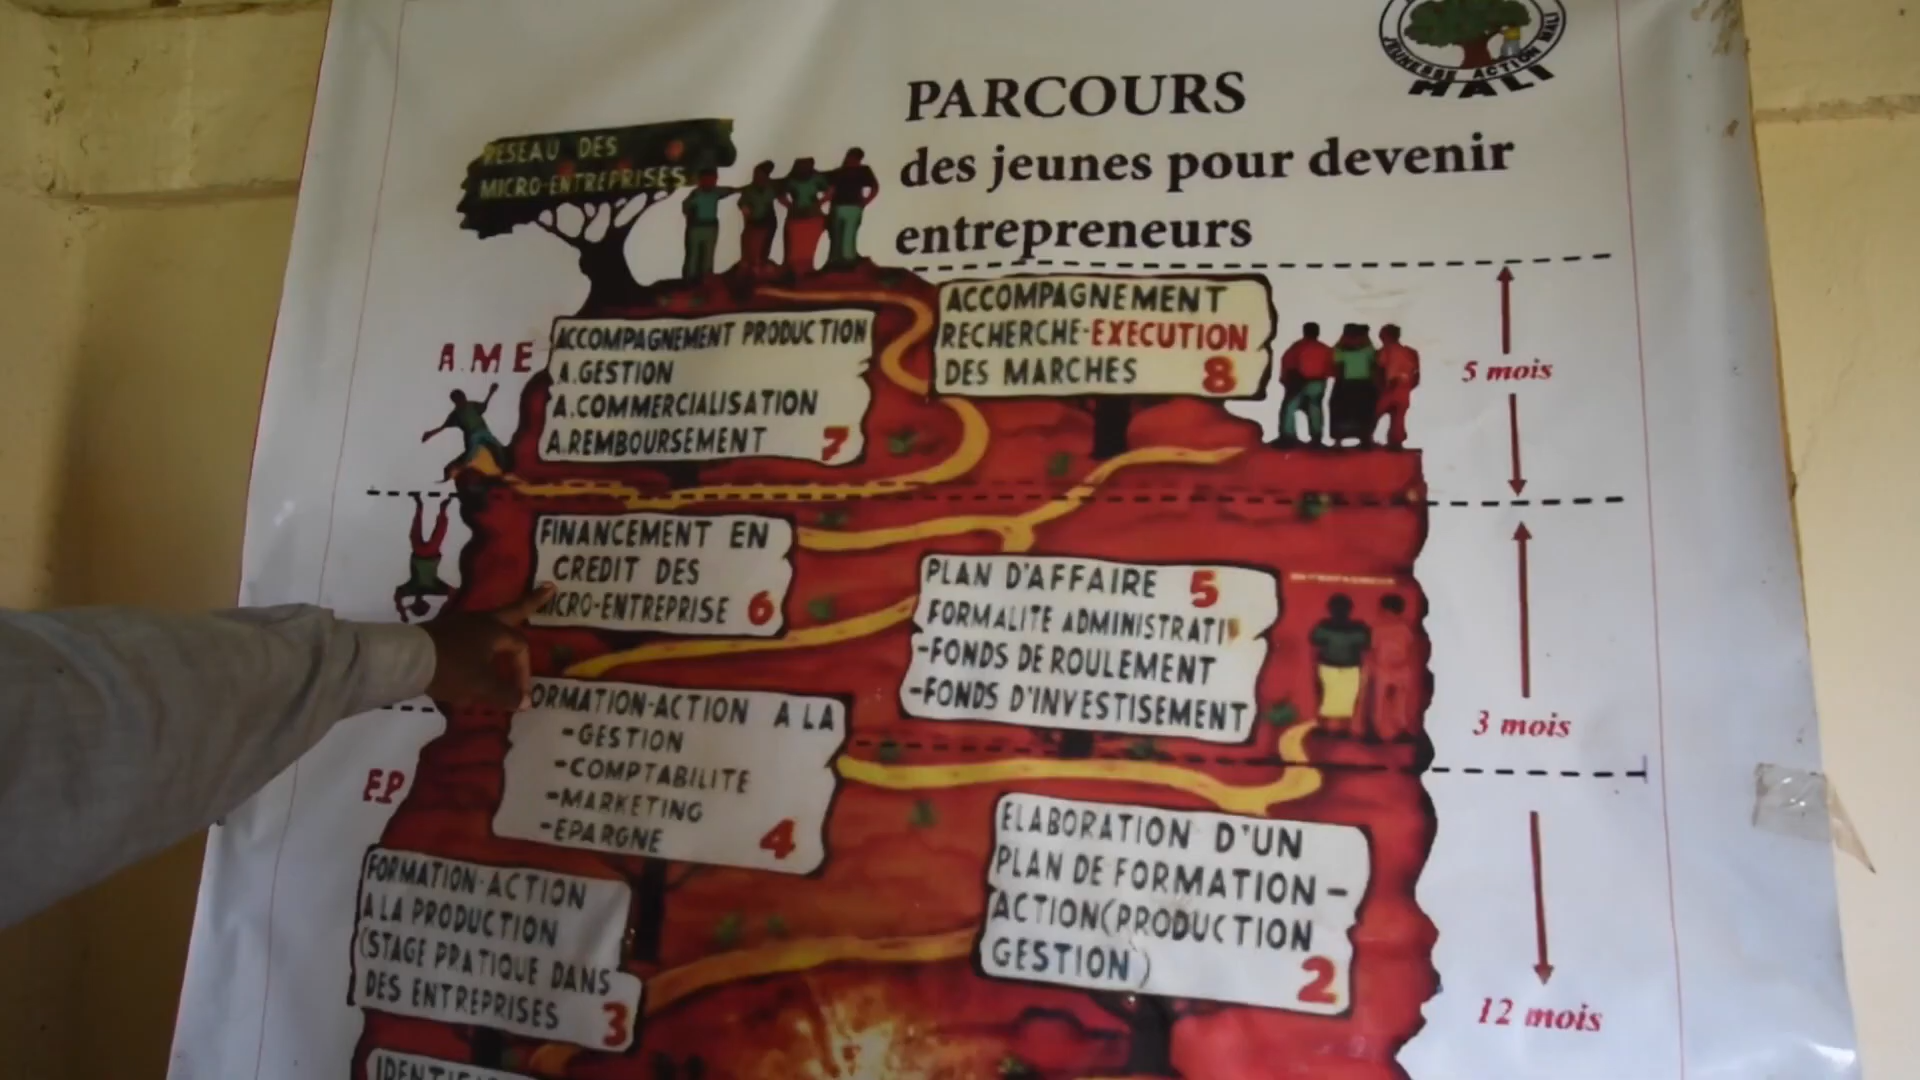 JEUNESSE ACTION MALI
MALI
PARCOURS
des jeunes pour devenir
entrepreneurs
RESEAU DES
MICRO-ENTREPRISES
ACCOMPAGNEMENT
RECHERCHE-EXECUTION
DES MARCHES 8
A.M E
ACCOMPAGNEMENT PRODUCTION
A.GESTION
A.COMMERCIALISATION
A.REMBOURSEMENT 7
5 mois
FINANCEMENT EN
CREDIT DES
MICRO-ENTREPRISE 6
PLAN D'AFFAIRE 5
FORMALITE ADMINISTRATI
-FONDS DE ROULEMENT
-FONDS D'INVESTISEMENT
3 mois
ORMATION-ACTION A LA
-GESTION
-COMPTABILITE
-MARKETING
-EPARGNE 4
F.P
ELABORATION D'UN
PLAN DE FORMATION-
ACTION(PRODUCTION
GESTION)
2
FORMATION-ACTION
A LA PRODUCTION
(STAGE PRATIQUE DANS
DES ENTREPRISES 3
12 mois